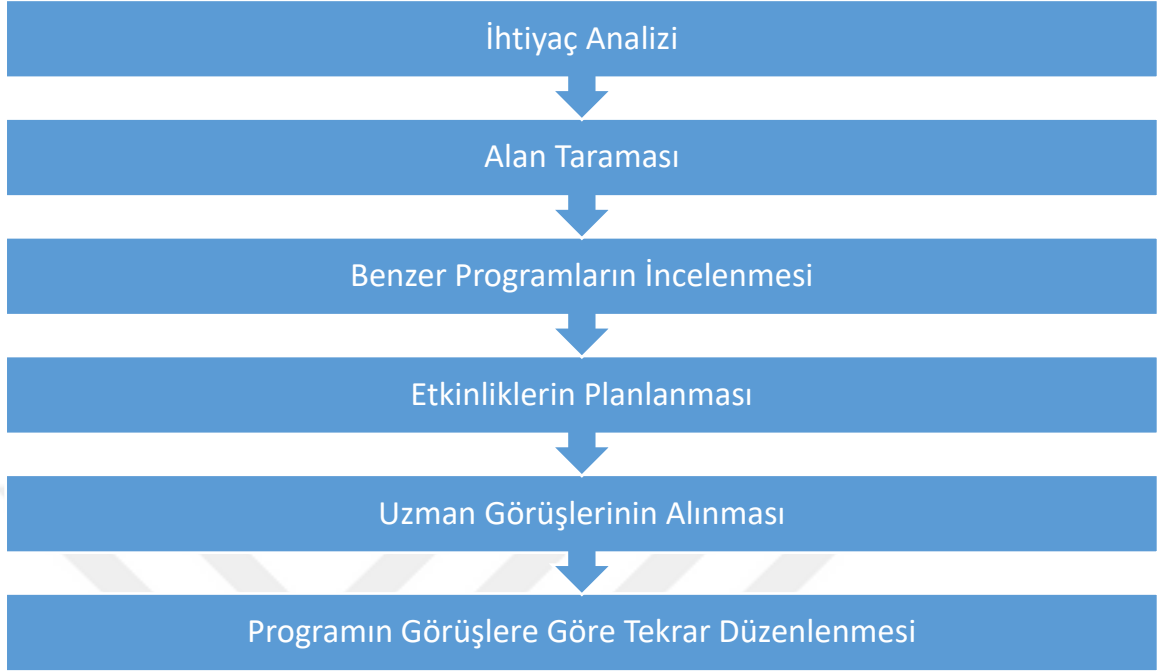 İhtiyaç Analizi
Alan Taraması
Benzer Programların İncelenmesi
Etkinliklerin Planlanması
Uzman Görüşlerinin Alınması
Programın Görüşlere Göre Tekrar Düzenlenmesi